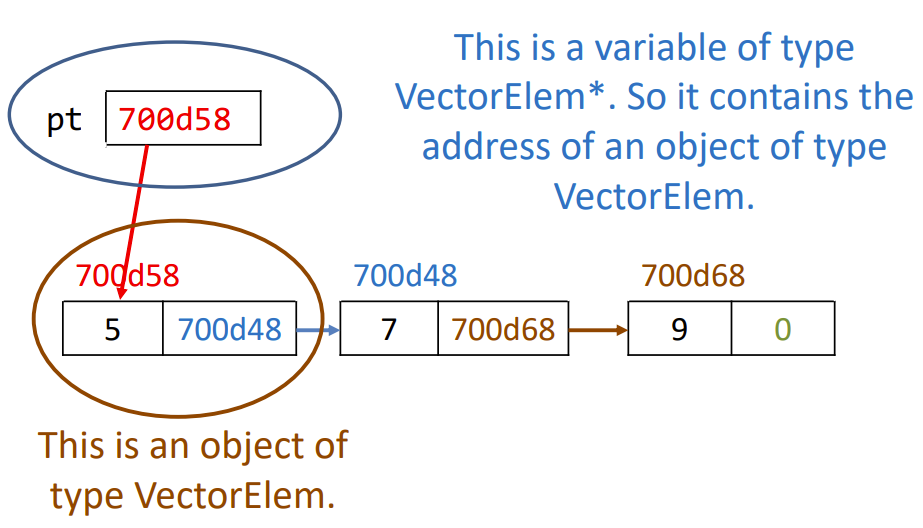 This is a variable of type
VectorElem*. So it contains the
address of an object of type
VectorElem.
pt 700d58
700d58 700d48 700d68
5 700d48 7 700d68 9 0
This is an object of
type VectorElem.